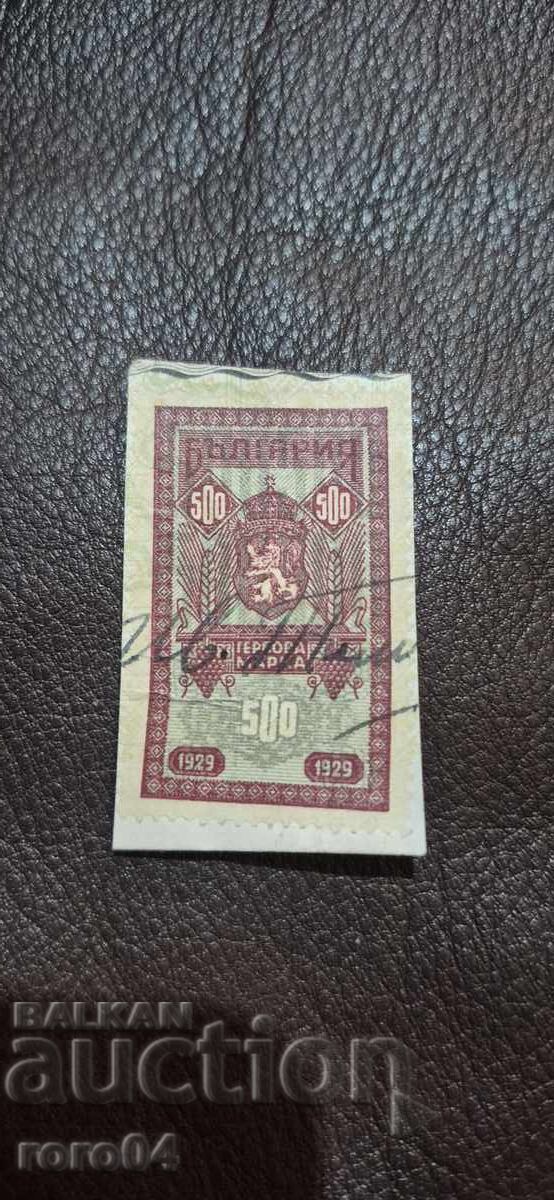 БЪЛГАРИЯ
500 500
ГЕРБОВА
МАРКА
500
1929 1929
BALKAN
auction
roro04